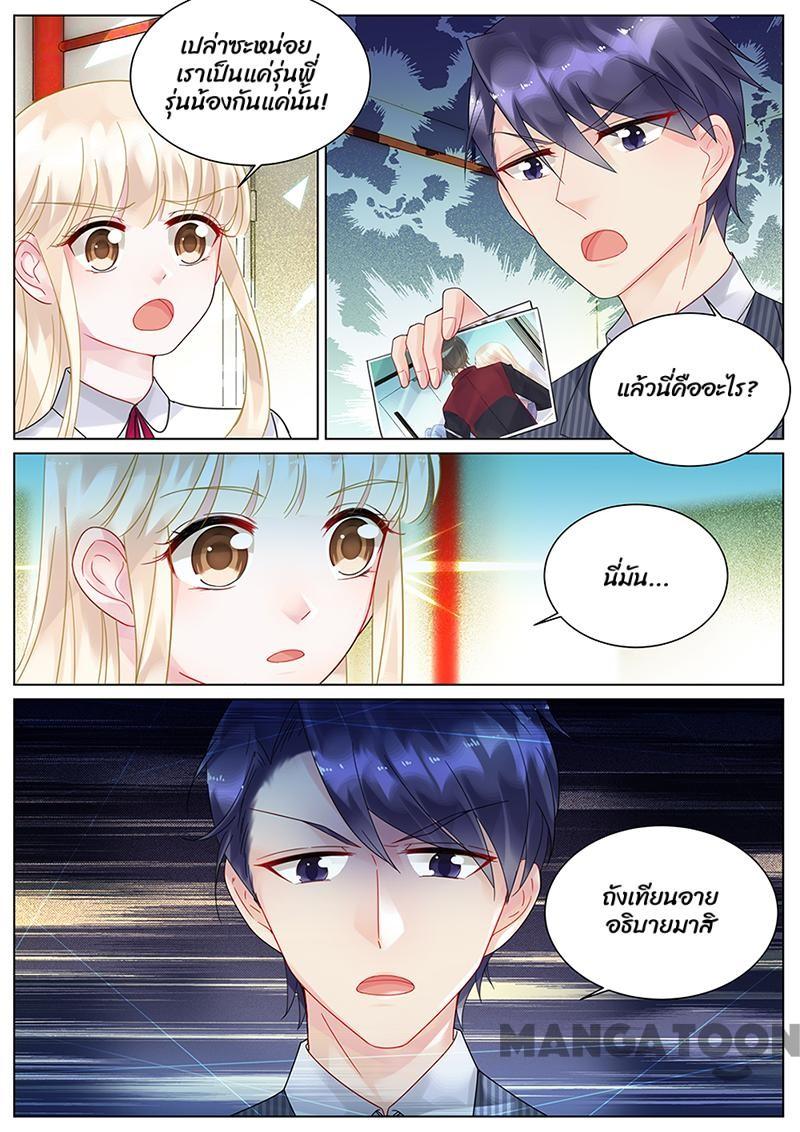 เปล่าซะหน่อย
เราเป็นแค่รุ่นพี่
รุ่นน้องกันแค่นั้น!
แล้วนี่คืออะไร?
นี่มัน...
ถังเทียนอาย
อธิบายมาสิ
MANGATOON